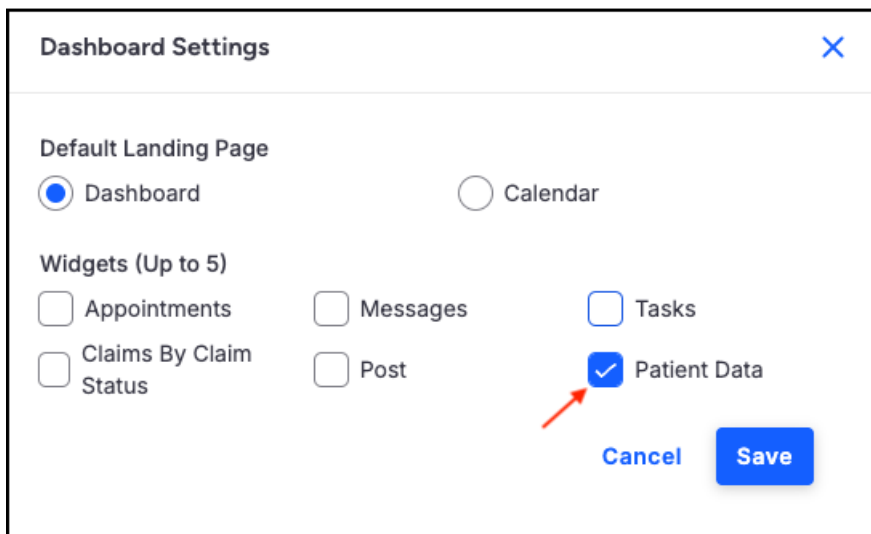 Dashboard Settings
Default Landing Page
Dashboard
Calendar
Widgets (Up to 5)
Appointments
Messages
Tasks
Claims By Claim
Status
Post
Patient Data
Cancel
Save